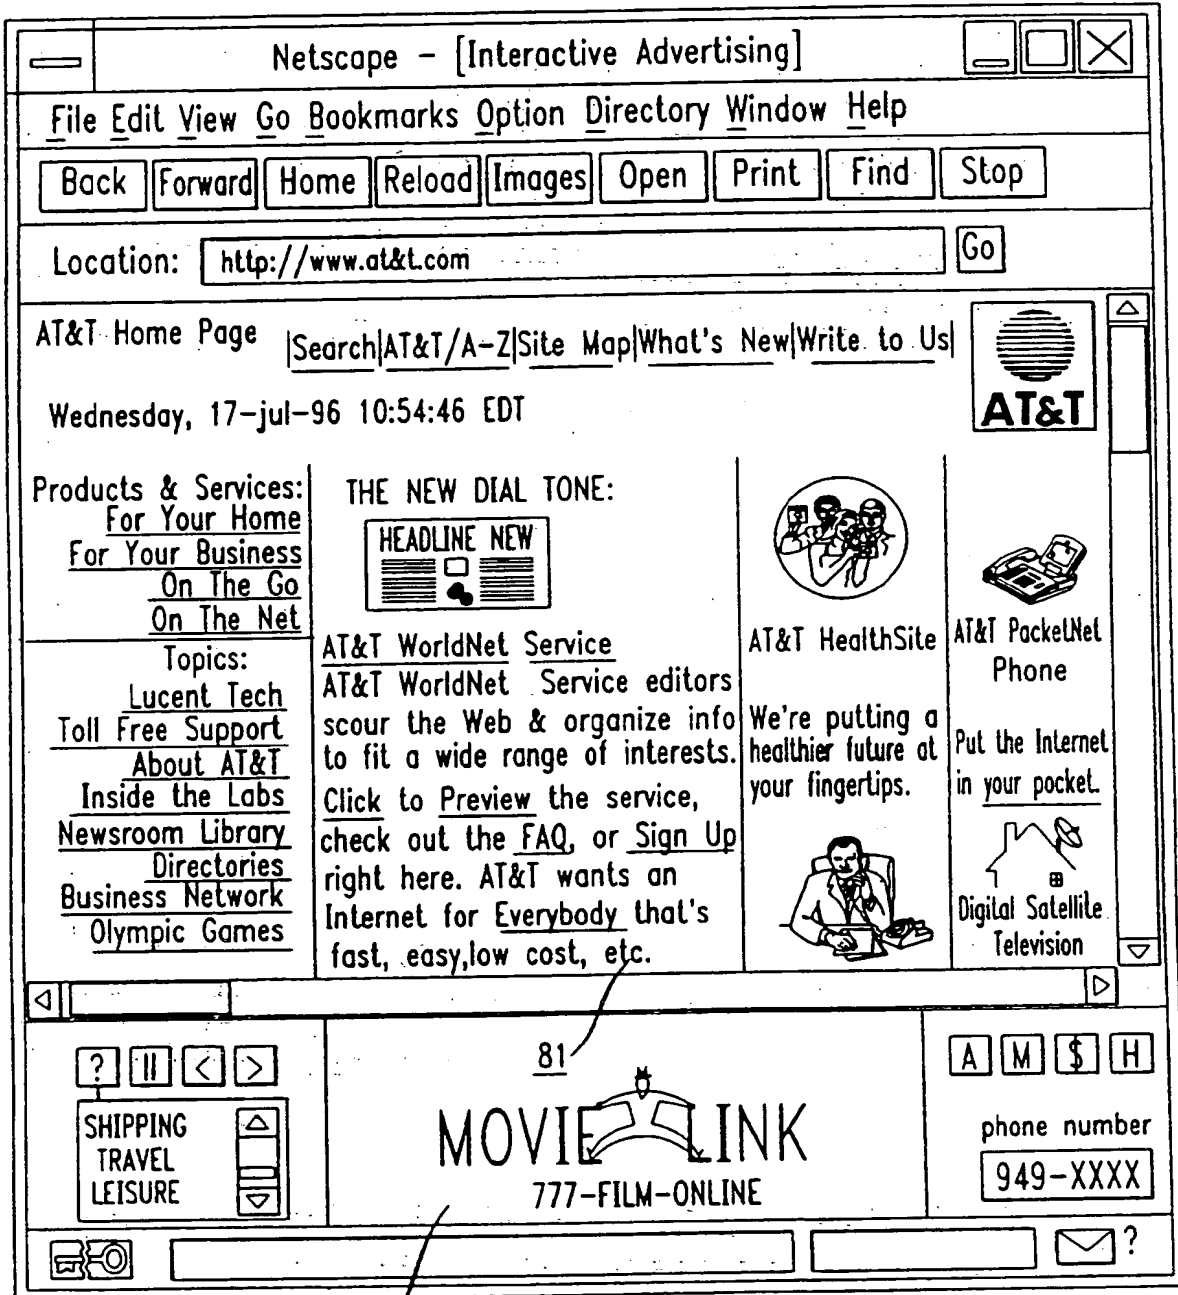 Netscape - [Interactive Advertising]
File Edit View Go Bookmarks Option Directory Window Help
Back Forward Home Reload Images Open Print Find Stop
Location: http://www.at&t.com Go
AT&T Home Page |Search|AT&T/A-Z|Site Map|What's New|Write to Us|
AT&T
Wednesday, 17-jul-96 10:54:46 EDT
Products & Services:
For Your Home
For Your Business
On The Go
On The Net
Topics:
Lucent Tech
Toll Free Support
About AT&T
Inside the Labs
Newsroom Library
Directories
Business Network
Olympic Games
THE NEW DIAL TONE:
HEADLINE NEW
AT&T WorldNet Service
AT&T WorldNet Service editors
scour the Web & organize info
to fit a wide range of interests.
Click to Preview the service,
check out the FAQ, or Sign Up
right here. AT&T wants an
Internet for Everybody that's
fast, easy,low cost, etc.
AT&T HealthSite
We're putting a
healthier future at
your fingertips.
AT&T PacketNet
Phone
Put the Internet
in your pocket.
Digital Satellite
Television
81
? || < >
SHIPPING
TRAVEL
LEISURE
MOVIE LINK
777-FILM-ONLINE
A M $ H
phone number
949-XXXX
?